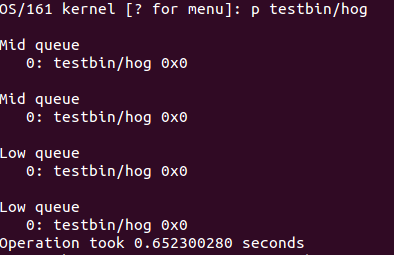 OS/161 kernel [? for menu]: p testbin/hog
Mid queue
0: testbin/hog 0x0
Mid queue
0: testbin/hog 0x0
Low queue
0: testbin/hog 0x0
Low queue
0: testbin/hog 0x0
Operation took 0.652300280 seconds